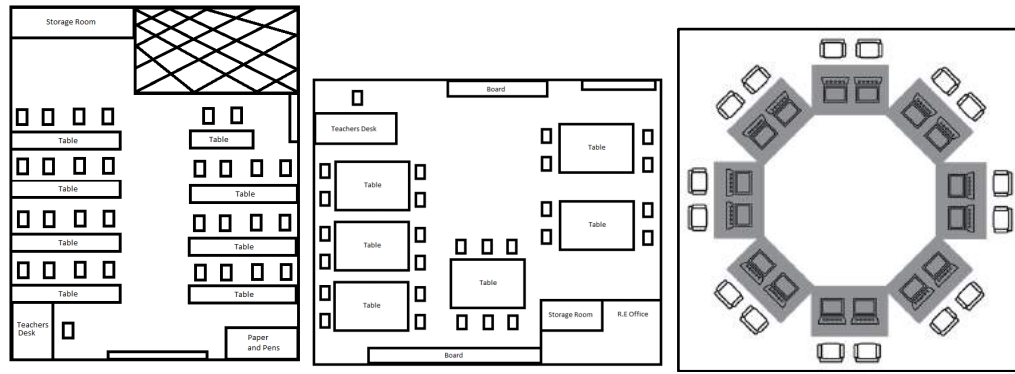 Storage Room
Table
Table
Table
Table
Table
Table
Table
Table
Teachers
Desk
Paper
and Pens
Board
Teachers Desk
Table
Table
Table
Table
Table
Table
Storage Room
R.E Office
Board